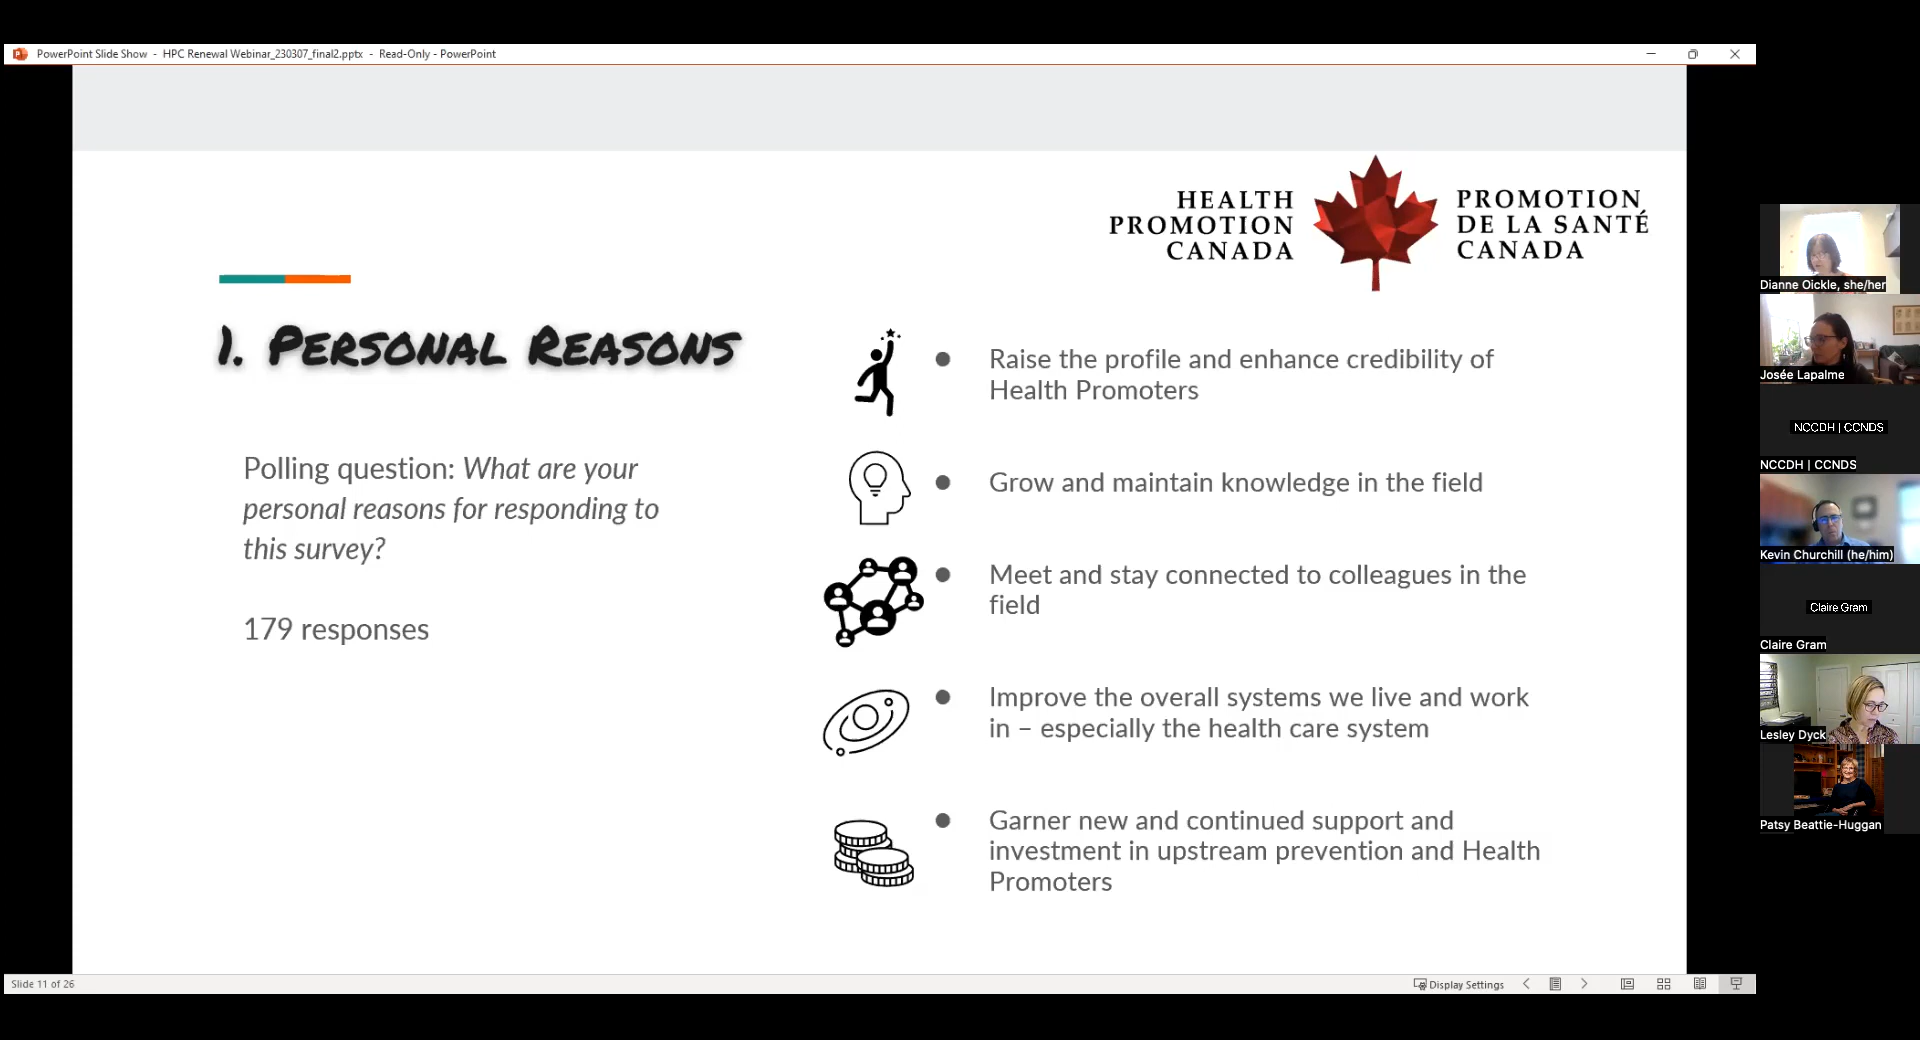 PowerPoint Slide Show - HPC Renewal Webinar_230307_final2.pptx - Read-Only - PowerPoint
HEALTH
PROMOTION
CANADA
PROMOTION
DE LA SANTÉ
CANADA
1. Personal Reasons
Polling question: What are your
personal reasons for responding to
this survey?
179 responses
● Raise the profile and enhance credibility of
Health Promoters
● Grow and maintain knowledge in the field
● Meet and stay connected to colleagues in the
field
● Improve the overall systems we live and work
in – especially the health care system
● Garner new and continued support and
investment in upstream prevention and Health
Promoters
Dianne Oickle, she/her
Josée Lapalme
NCCDH | CCNDS
NCCDH | CCNDS
Kevin Churchill (he/him)
Claire Gram
Claire Gram
Lesley Dyck
Patsy Beattie-Huggan
Slide 11 of 26
Display Settings